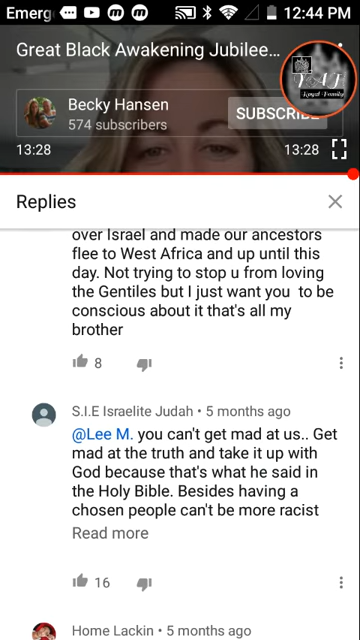 Emerg 12:44 PM
Great Black Awakening Jubilee...
Royal Family
Becky Hansen
574 subscribers
SUBSCRIBE
13:28
13:28
Replies
over Israel and made our ancestors
flee to West Africa and up until this
day. Not trying to stop u from loving
the Gentiles but I just want you to be
conscious about it that's all my
brother
8
S.I.E Israelite Judah • 5 months ago
@Lee M. you can't get mad at us.. Get
mad at the truth and take it up with
God because that's what he said in
the Holy Bible. Besides having a
chosen people can't be more racist
Read more
16
Home Lackin • 5 months ago